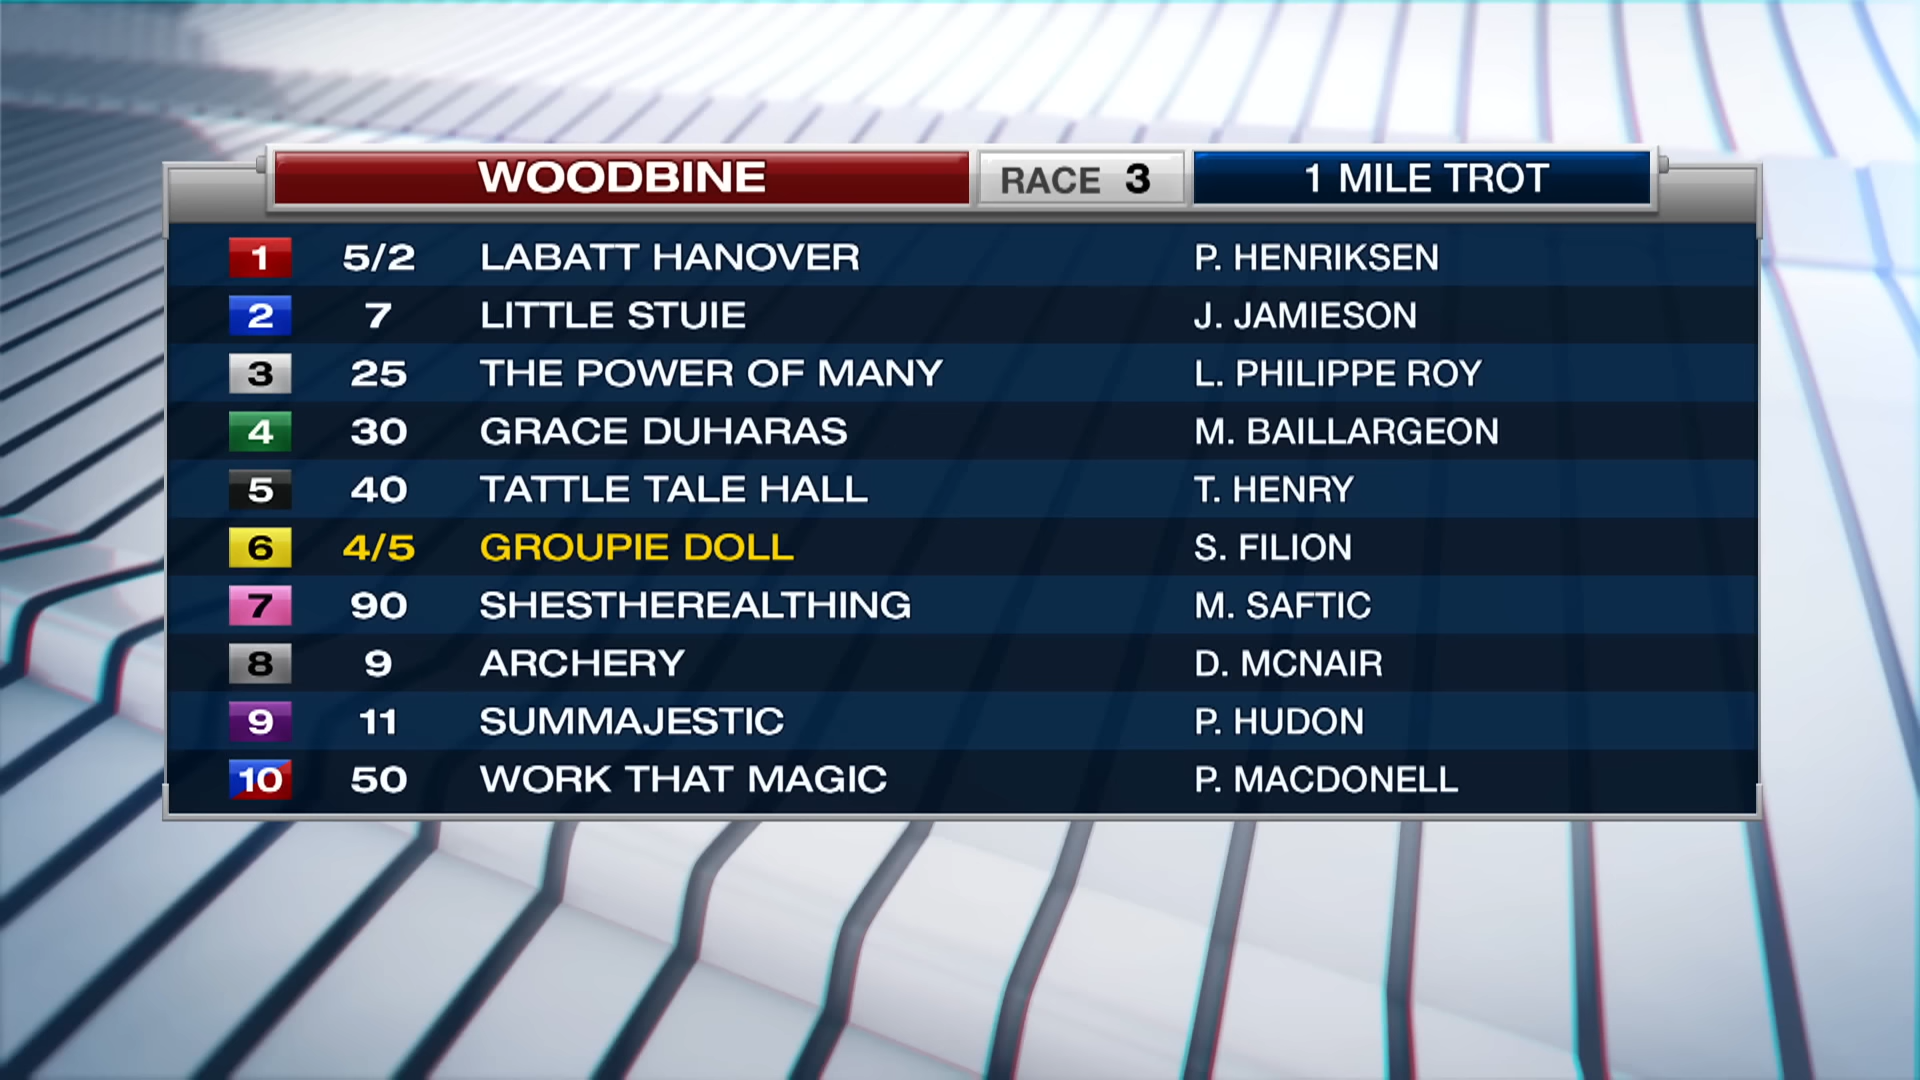 WOODBINE RACE 3 1 MILE TROT
1 5/2 LABATT HANOVER P. HENRIKSEN
2 7 LITTLE STUIE J. JAMIESON
3 25 THE POWER OF MANY L. PHILIPPE ROY
4 30 GRACE DUHARAS M. BAILLARGEON
5 40 TATTLE TALE HALL T. HENRY
6 4/5 GROUPIE DOLL S. FILION
7 90 SHESTHEREALTHING M. SAFTIC
8 9 ARCHERY D. MCNAIR
9 11 SUMMAJESTIC P. HUDON
10 50 WORK THAT MAGIC P. MACDONELL